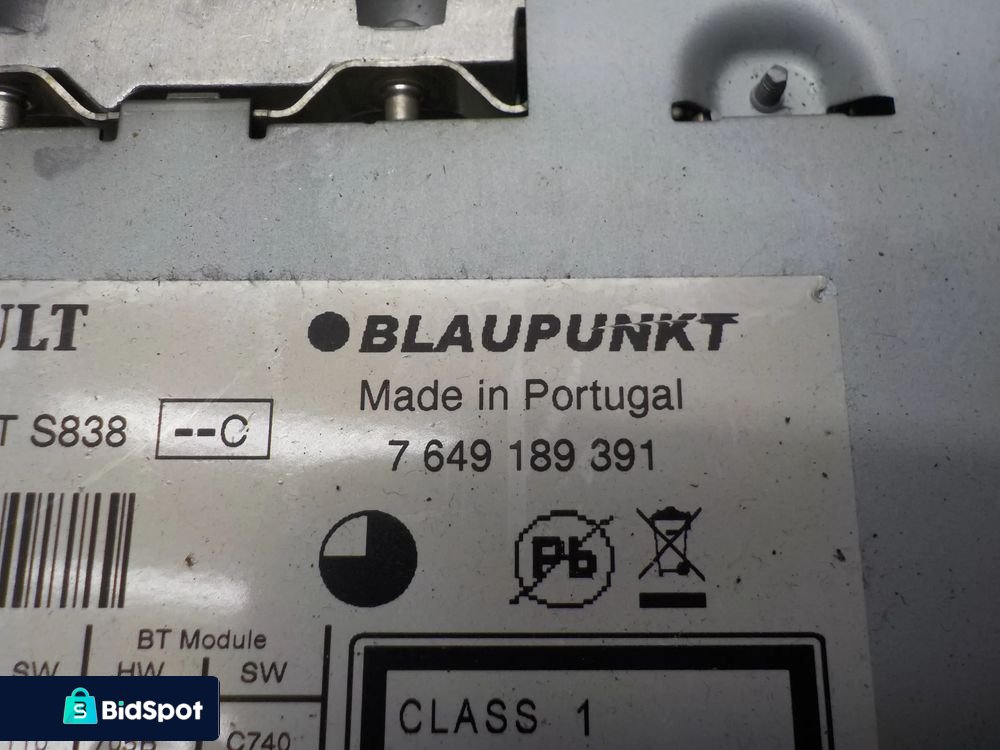 ULT
BLAUPUNKT
Made in Portugal
T S838 --C
7 649 189 391
Pb
BT Module
SW HW SW
C740
CLASS 1
BidSpot